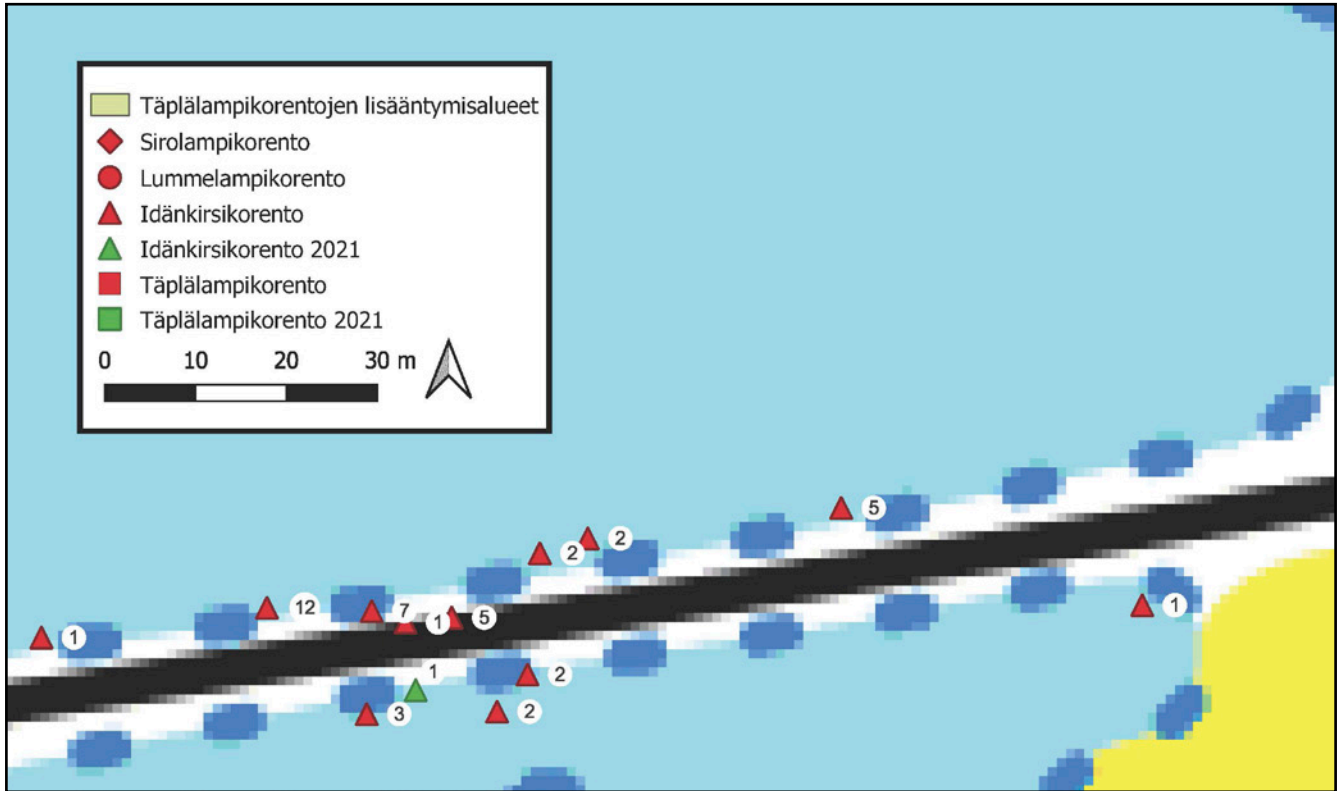 Täplälampikorentojen lisääntymisalueet
Sirolampikorento
Lummelampikorento
Idänkirsikorento
Idänkirsikorento 2021
Täplälampikorento
Täplälampikorento 2021
0 10 20 30 m
5
2 2
12 7 1 5
1
1 2
3 2
1